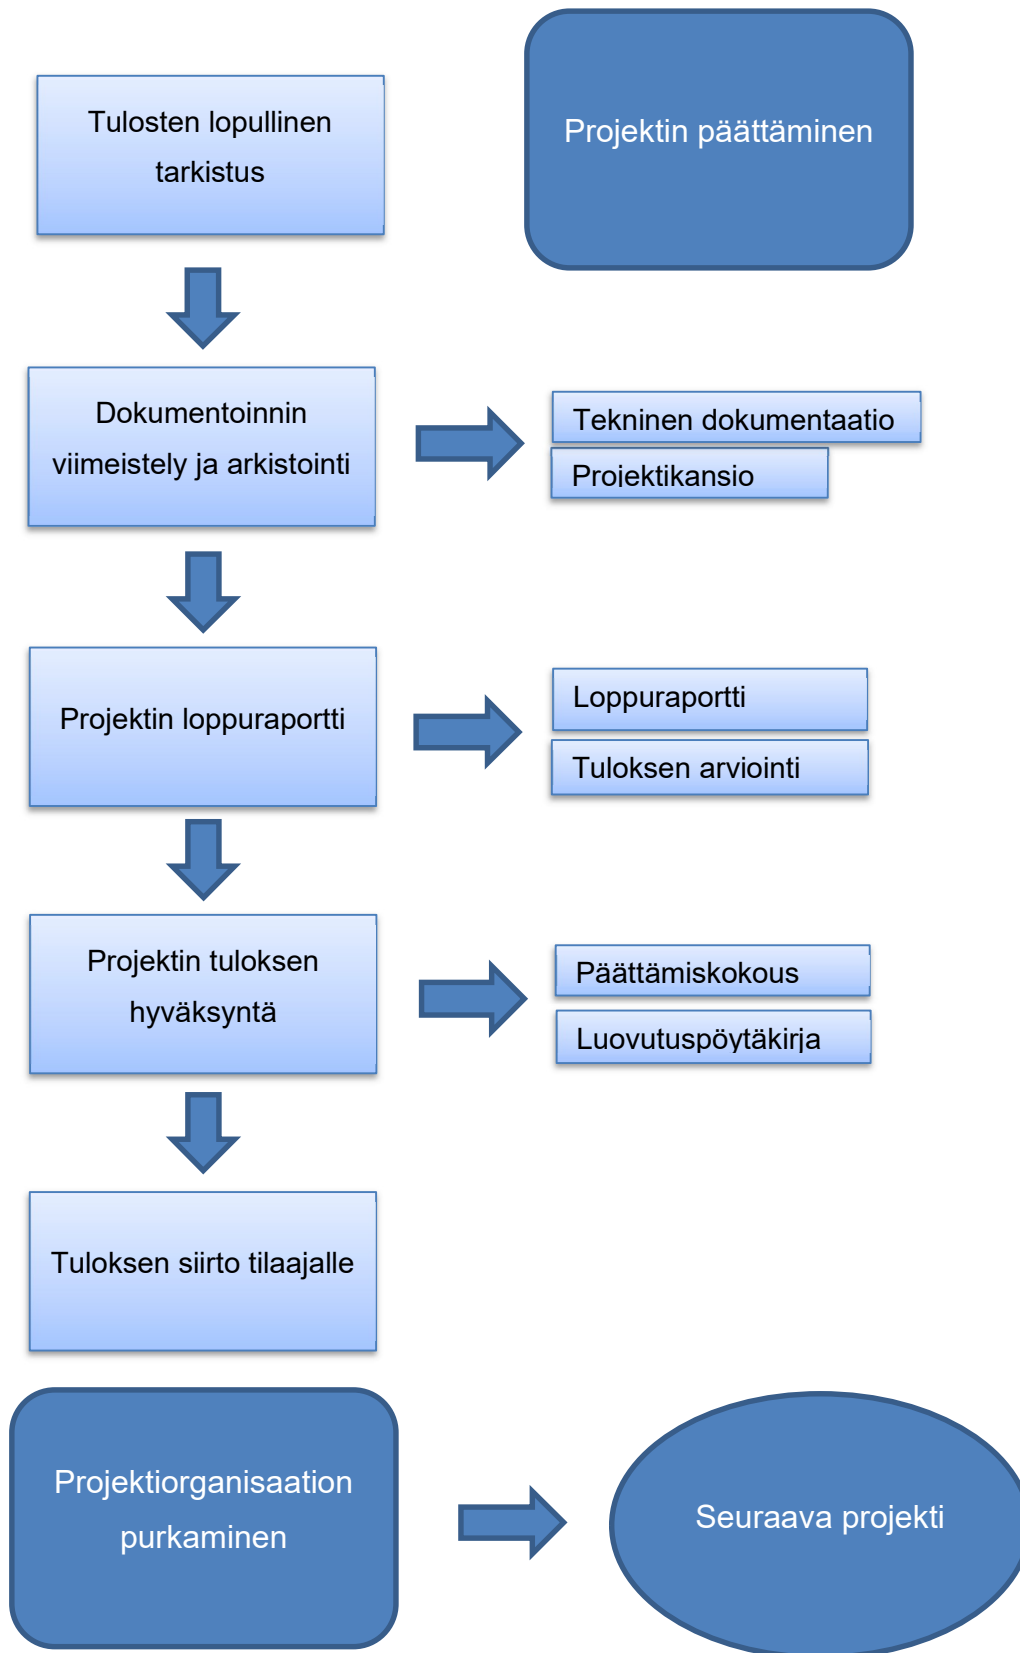 Projektin päättäminen
Tulosten lopullinen
tarkistus
Dokumentoinnin
viimeistely ja arkistointi
Tekninen dokumentaatio
Projektikansio
Projektin loppuraportti
Loppuraportti
Tuloksen arviointi
Projektin tuloksen
hyväksyntä
Päättämiskokous
Luovutuspöytäkirja
Tuloksen siirto tilaajalle
Projektiorganisaation
purkaminen
Seuraava projekti